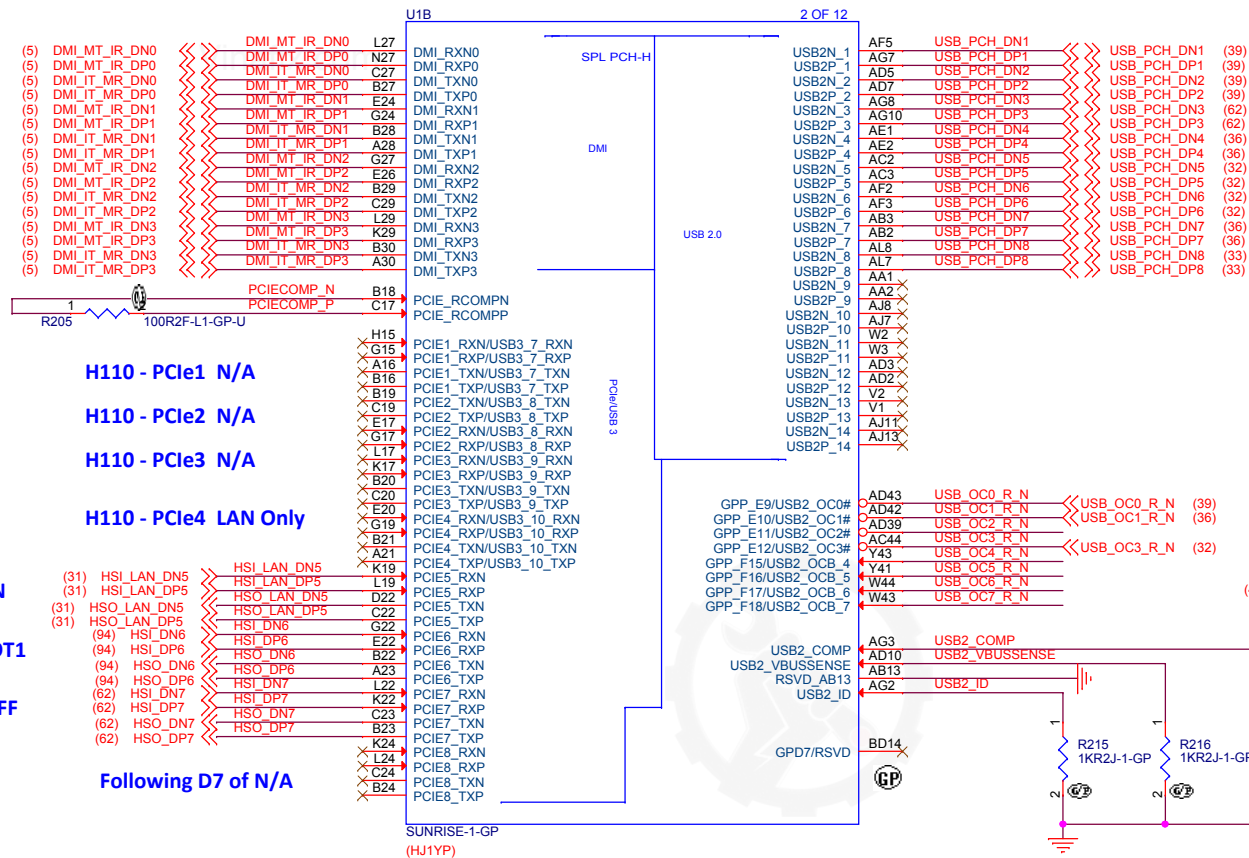 U1B
2 OF 12
SPL PCH-H
DMI
USB 2.0
PCIe/USB 3
(5) DMI_MT_IR_DN0 DMI_MT_IR_DN0 L27 DMI_RXN0
(5) DMI_MT_IR_DP0 DMI_MT_IR_DP0 N27 DMI_RXP0
(5) DMI_IT_MR_DN0 DMI_IT_MR_DN0 C27 DMI_TXN0
(5) DMI_IT_MR_DP0 DMI_IT_MR_DP0 B27 DMI_TXP0
(5) DMI_MT_IR_DN1 DMI_MT_IR_DN1 E24 DMI_RXN1
(5) DMI_MT_IR_DP1 DMI_MT_IR_DP1 G24 DMI_RXP1
(5) DMI_IT_MR_DN1 DMI_IT_MR_DN1 B28 DMI_TXN1
(5) DMI_IT_MR_DP1 DMI_IT_MR_DP1 A28 DMI_TXP1
(5) DMI_MT_IR_DN2 DMI_MT_IR_DN2 G27 DMI_RXN2
(5) DMI_MT_IR_DP2 DMI_MT_IR_DP2 E26 DMI_RXP2
(5) DMI_IT_MR_DN2 DMI_IT_MR_DN2 B29 DMI_TXN2
(5) DMI_IT_MR_DP2 DMI_IT_MR_DP2 C29 DMI_TXP2
(5) DMI_MT_IR_DN3 DMI_MT_IR_DN3 L29 DMI_RXN3
(5) DMI_MT_IR_DP3 DMI_MT_IR_DP3 K29 DMI_RXP3
(5) DMI_IT_MR_DN3 DMI_IT_MR_DN3 B30 DMI_TXN3
(5) DMI_IT_MR_DP3 DMI_IT_MR_DP3 A30 DMI_TXP3
PCIECOMP_N B18 PCIE_RCOMPN
PCIECOMP_P C17 PCIE_RCOMPP
1 2
R205 100R2F-L1-GP-U
H15 PCIE1_RXN/USB3_7_RXN
G15 PCIE1_RXP/USB3_7_RXP
A16 PCIE1_TXN/USB3_7_TXN
B16 PCIE1_TXP/USB3_7_TXP
B19 PCIE2_TXN/USB3_8_TXN
C19 PCIE2_TXP/USB3_8_TXP
E17 PCIE2_RXN/USB3_8_RXN
G17 PCIE2_RXP/USB3_8_RXP
L17 PCIE3_RXN/USB3_9_RXN
K17 PCIE3_RXP/USB3_9_RXP
B20 PCIE3_TXN/USB3_9_TXN
C20 PCIE3_TXP/USB3_9_TXP
E20 PCIE4_RXN/USB3_10_RXN
G19 PCIE4_RXP/USB3_10_RXP
B21 PCIE4_TXN/USB3_10_TXN
A21 PCIE4_TXP/USB3_10_TXP
H110 - PCIe1 N/A
H110 - PCIe2 N/A
H110 - PCIe3 N/A
H110 - PCIe4 LAN Only
(31) HSI_LAN_DN5 HSI_LAN_DN5 K19 PCIE5_RXN
(31) HSI_LAN_DP5 HSI_LAN_DP5 L19 PCIE5_RXP
(31) HSO_LAN_DN5 HSO_LAN_DN5 D22 PCIE5_TXN
(31) HSO_LAN_DP5 HSO_LAN_DP5 C22 PCIE5_TXP
(94) HSI_DN6 HSI_DN6 G22 PCIE6_RXN
(94) HSI_DP6 HSI_DP6 E22 PCIE6_RXP
(94) HSO_DN6 HSO_DN6 B22 PCIE6_TXN
(94) HSO_DP6 HSO_DP6 A23 PCIE6_TXP
(62) HSI_DN7 HSI_DN7 L22 PCIE7_RXN
(62) HSI_DP7 HSI_DP7 K22 PCIE7_RXP
(62) HSO_DN7 HSO_DN7 C23 PCIE7_TXN
(62) HSO_DP7 HSO_DP7 B23 PCIE7_TXP
K24 PCIE8_RXN
L24 PCIE8_RXP
C24 PCIE8_TXN
B24 PCIE8_TXP
N
OT1
FF
Following D7 of N/A
SUNRISE-1-GP
(HJ1YP)
USB2N_1 AF5 USB_PCH_DN1 USB_PCH_DN1 (39)
USB2P_1 AG7 USB_PCH_DP1 USB_PCH_DP1 (39)
USB2N_2 AD5 USB_PCH_DN2 USB_PCH_DN2 (39)
USB2P_2 AD7 USB_PCH_DP2 USB_PCH_DP2 (39)
USB2N_3 AG8 USB_PCH_DN3 USB_PCH_DN3 (62)
USB2P_3 AG10 USB_PCH_DP3 USB_PCH_DP3 (62)
USB2N_4 AE1 USB_PCH_DN4 USB_PCH_DN4 (36)
USB2P_4 AE2 USB_PCH_DP4 USB_PCH_DP4 (36)
USB2N_5 AC2 USB_PCH_DN5 USB_PCH_DN5 (32)
USB2P_5 AC3 USB_PCH_DP5 USB_PCH_DP5 (32)
USB2N_6 AF2 USB_PCH_DN6 USB_PCH_DN6 (32)
USB2P_6 AF3 USB_PCH_DP6 USB_PCH_DP6 (32)
USB2N_7 AB3 USB_PCH_DN7 USB_PCH_DN7 (36)
USB2P_7 AB2 USB_PCH_DP7 USB_PCH_DP7 (36)
USB2N_8 AL8 USB_PCH_DN8 USB_PCH_DN8 (33)
USB2P_8 AL7 USB_PCH_DP8 USB_PCH_DP8 (33)
USB2N_9 AA1
USB2P_9 AA2
USB2N_10 AJ8
USB2P_10 AJ7
USB2N_11 W2
USB2P_11 W3
USB2N_12 AD3
USB2P_12 AD2
USB2N_13 V2
USB2P_13 V1
USB2N_14 AJ11
USB2P_14 AJ13
GPP_E9/USB2_OC0# AD43 USB_OC0_R_N USB_OC0_R_N (39)
GPP_E10/USB2_OC1# AD42 USB_OC1_R_N USB_OC1_R_N (36)
GPP_E11/USB2_OC2# AD39 USB_OC2_R_N
GPP_E12/USB2_OC3# AC44 USB_OC3_R_N USB_OC3_R_N (32)
GPP_F15/USB2_OCB_4 Y43 USB_OC4_R_N
GPP_F16/USB2_OCB_5 Y41 USB_OC5_R_N
GPP_F17/USB2_OCB_6 W44 USB_OC6_R_N
GPP_F18/USB2_OCB_7 W43 USB_OC7_R_N
USB2_COMP AG3 USB2_COMP
USB2_VBUSSENSE AD10 USB2_VBUSSENSE
RSVD_AB13 AB13
USB2_ID AG2 USB2_ID
GPD7/RSVD BD14
GP
1 1
R215 R216
1KR2J-1-GP 1KR2J-1-GP
2 2